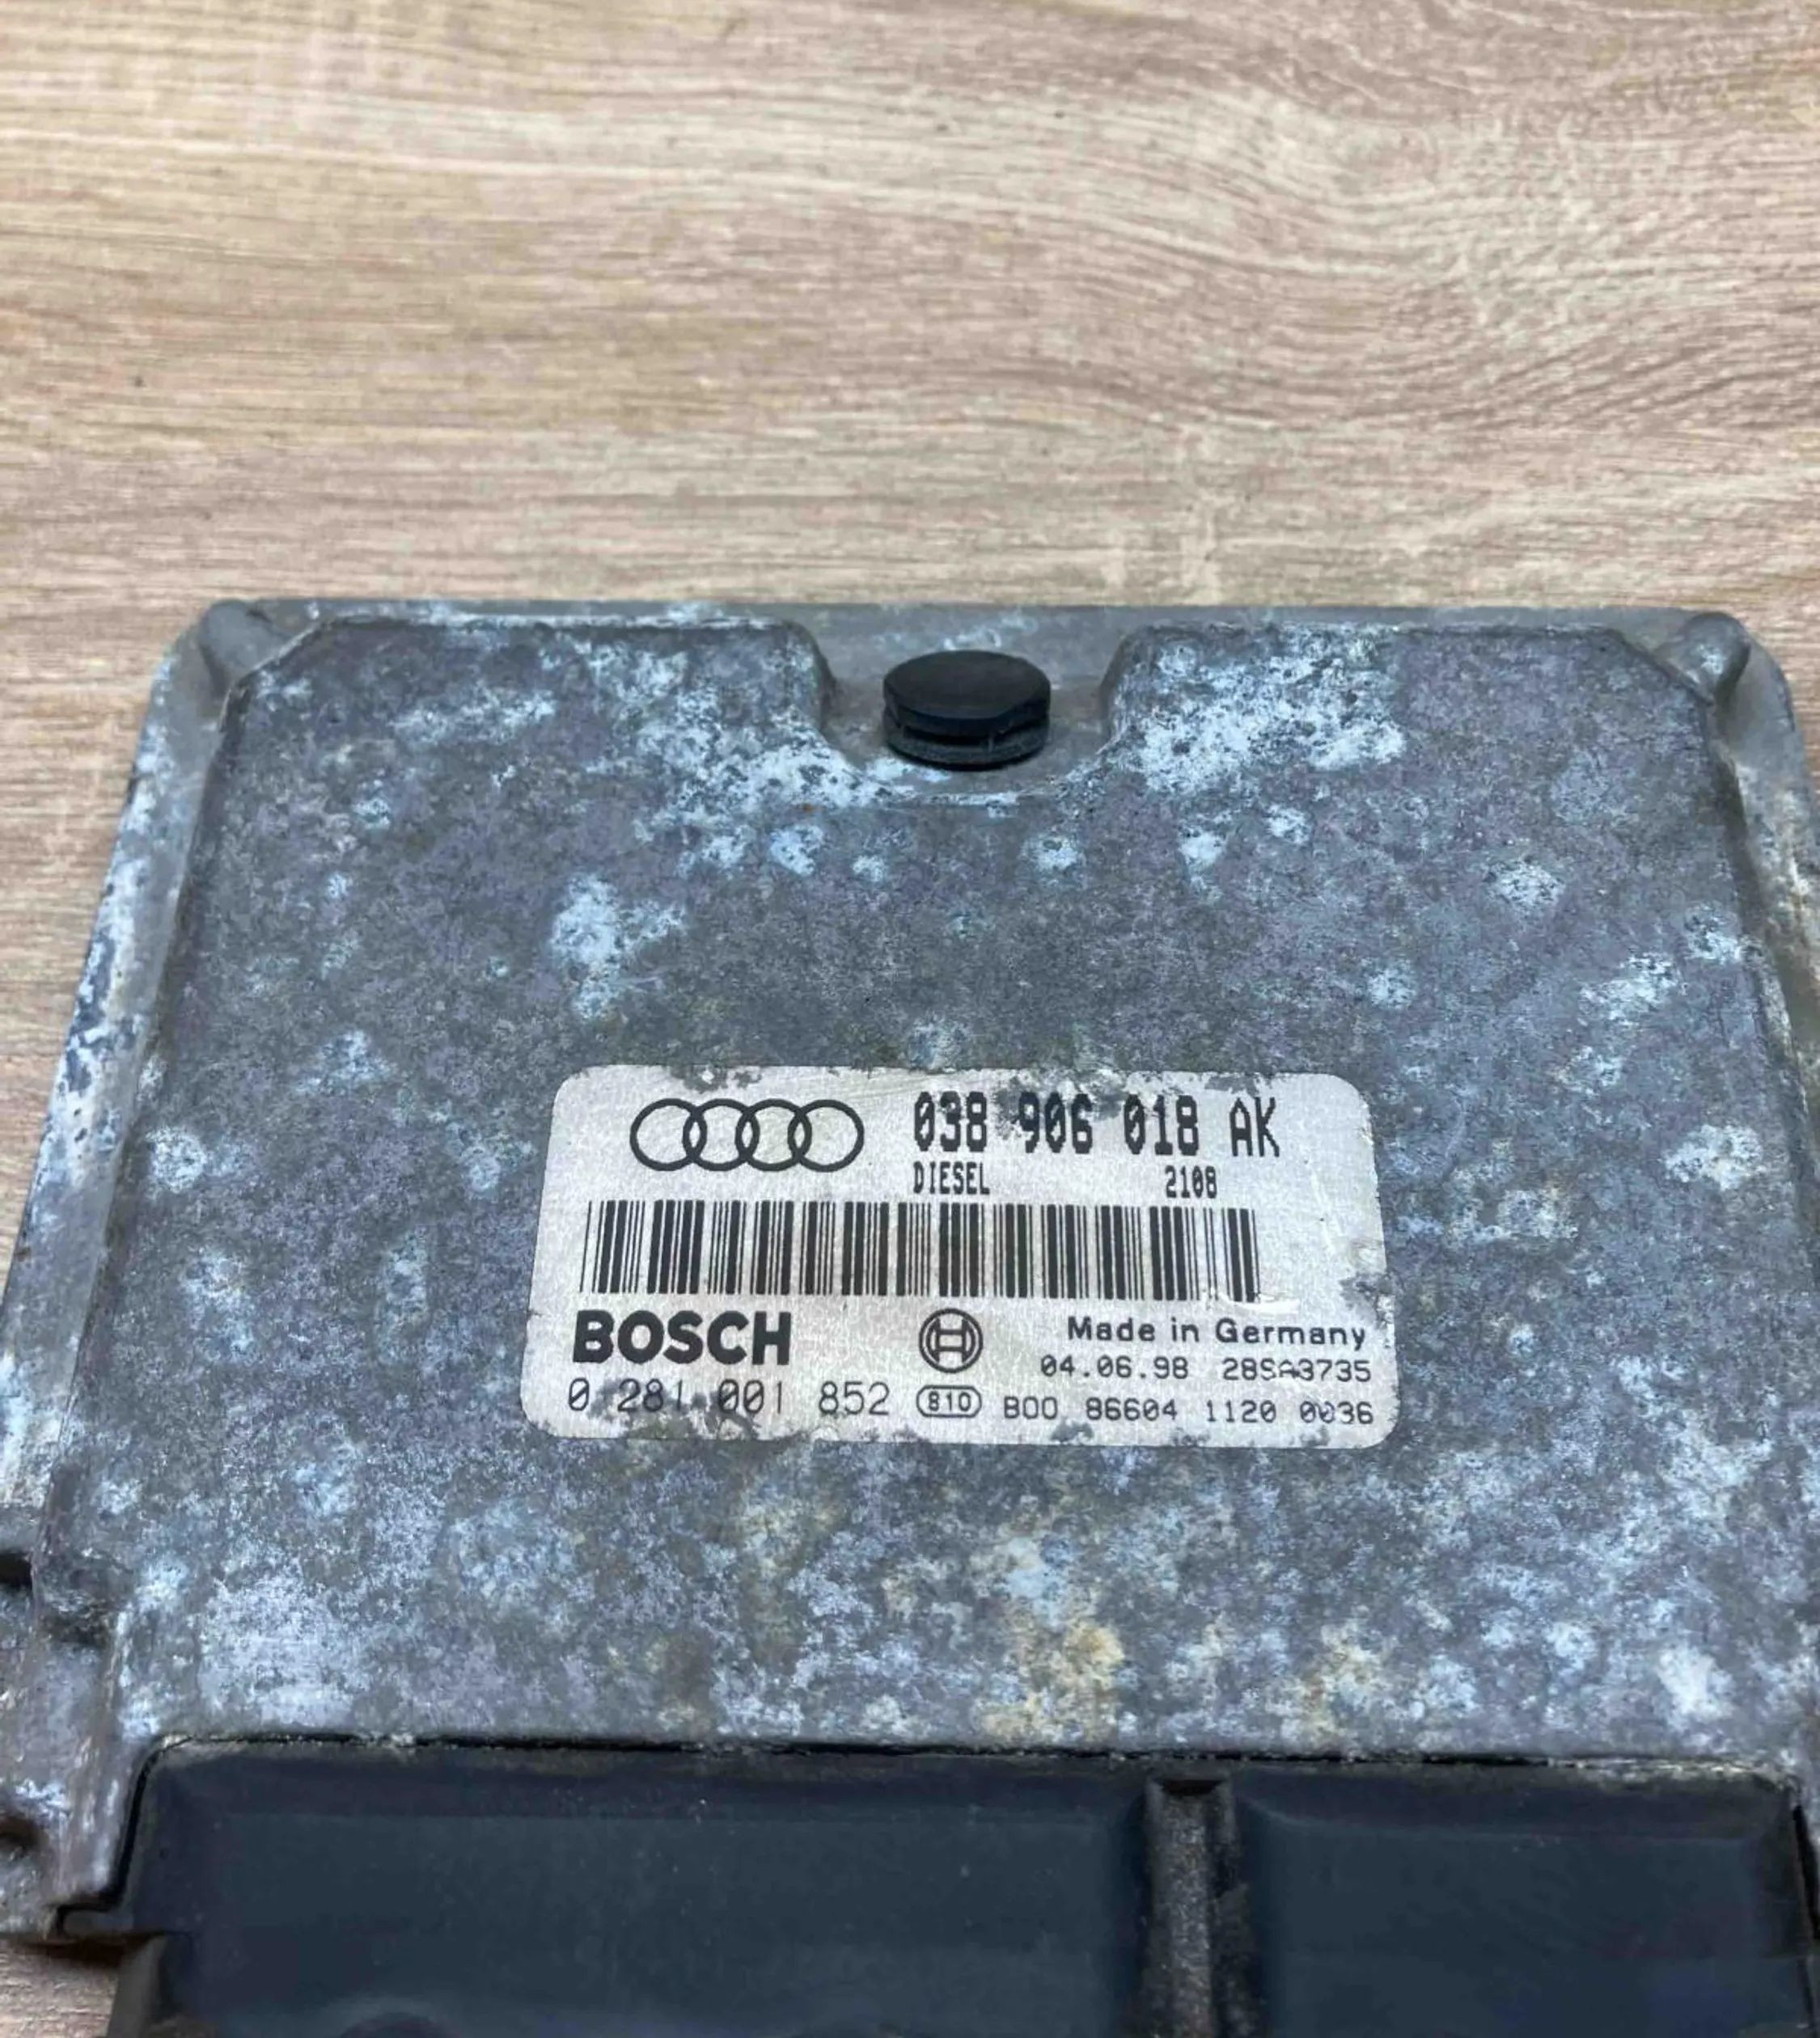 038 906 018 AK
DIESEL 2108
BOSCH
Made in Germany
04.06.98 28SA3735
0 281 001 852 810 B00 86604 1120 0036